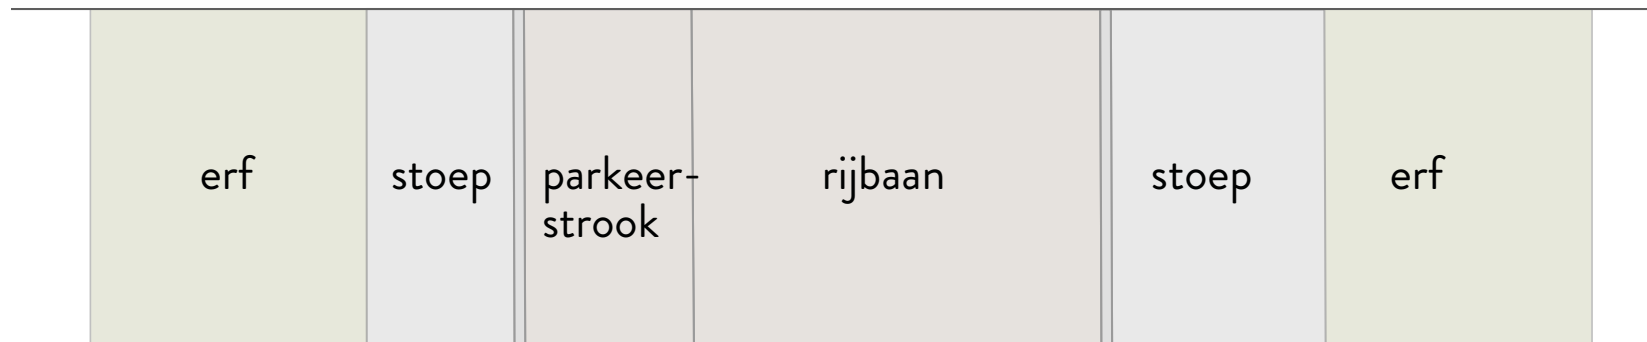 erf
stoep
parkeer-
strook
rijbaan
stoep
erf